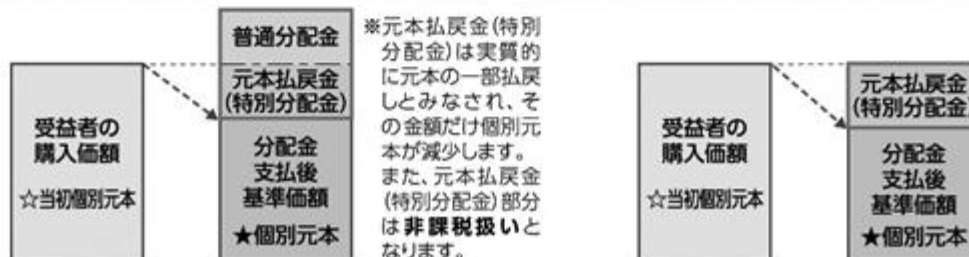 受益者の
購入価額
☆当初個別元本
普通分配金
元本払戻金
(特別分配金)
分配金
支払後
基準価額
★個別元本
※元本払戻金(特別
分配金)は実質的
に元本の一部払戻
しとみなされ、そ
の金額だけ個別元
本が減少します。
また、元本払戻金
(特別分配金)部分
は非課税扱いと
なります。
受益者の
購入価額
☆当初個別元本
元本払戻金
(特別分配金)
分配金
支払後
基準価額
★個別元本